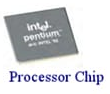 intel
pentium
Processor Chip